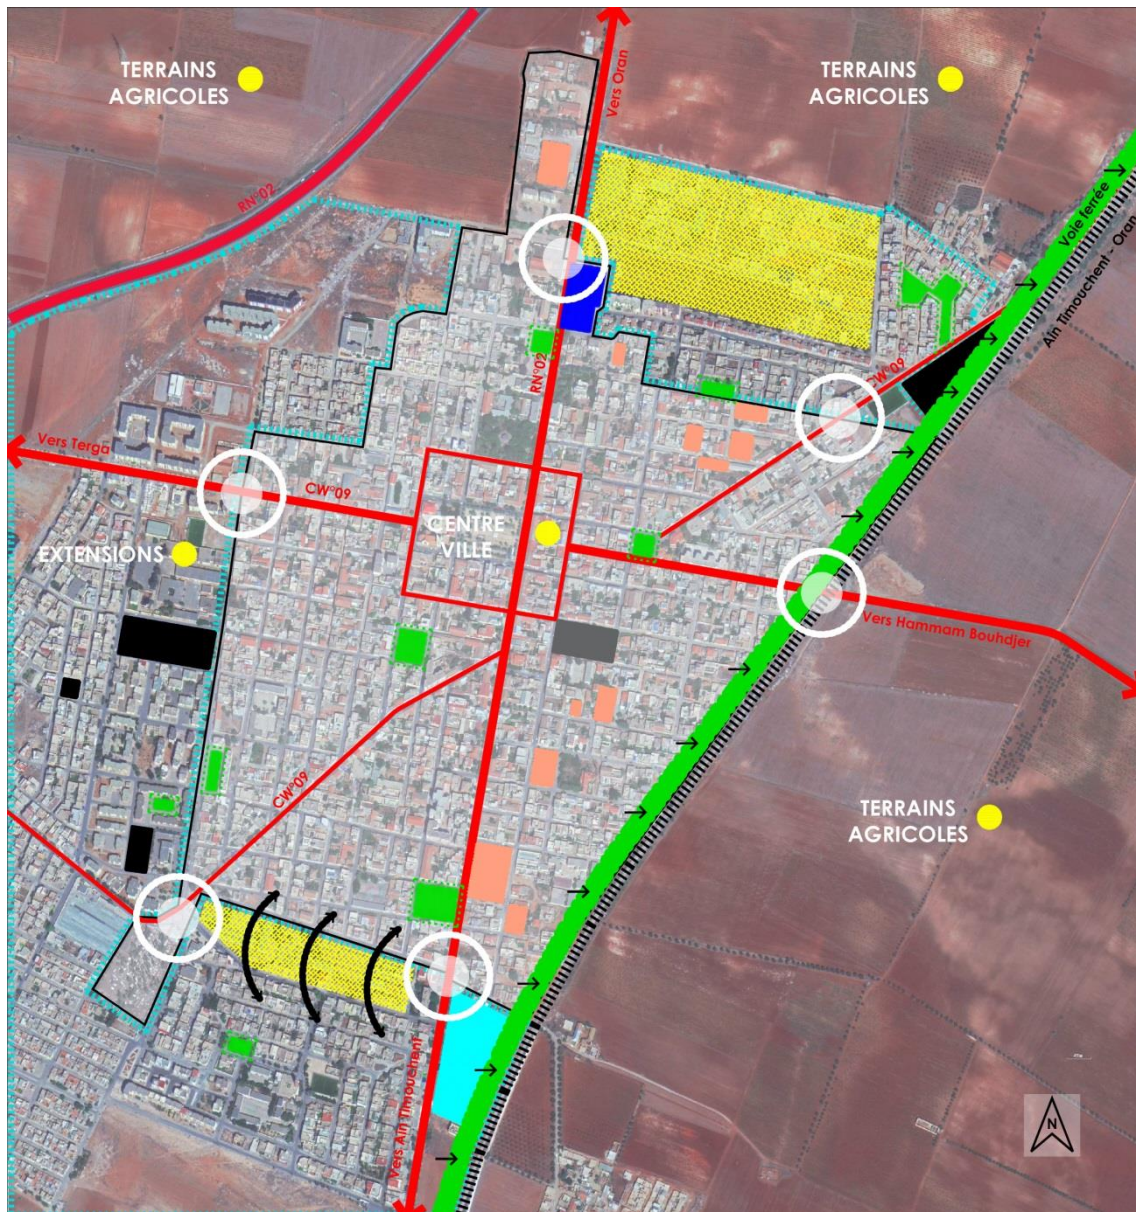 TERRAINS
AGRICOLES
Vers Oran
TERRAINS
AGRICOLES
RN°02
Voie ferrée
Ain Timouchent - Oran
RN°02
CW°09
Vers Terga
CW°09
CENTRE
VILLE
EXTENSIONS
Vers Hammam Bouhdjer
CW°09
TERRAINS
AGRICOLES
Vers Ain Timouchent
N